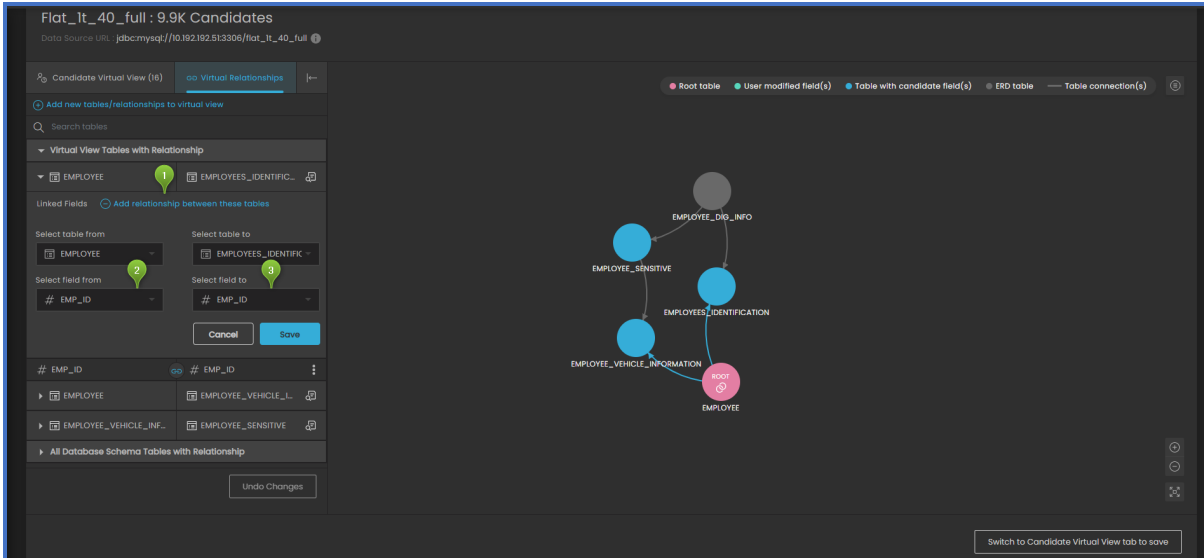 Flat_1t_40_full : 9.9K Candidates
Data Source URL : jdbc:mysql://10.192.192.51:3306/flat_1t_40_full
Candidate Virtual View (16)
Virtual Relationships
Add new tables/relationships to virtual view
Search tables
Virtual View Tables with Relationship
EMPLOYEE
1
EMPLOYEES_IDENTIFIC...
Linked Fields
Add relationship between these tables
Select table from
Select table to
EMPLOYEE
EMPLOYEES_IDENTIFIC
2
3
Select field from
Select field to
# EMP_ID
# EMP_ID
Cancel
Save
# EMP_ID
# EMP_ID
EMPLOYEE
EMPLOYEE_VEHICLE_I...
EMPLOYEE_VEHICLE_INF...
EMPLOYEE_SENSITIVE
All Database Schema Tables with Relationship
Undo Changes
Root table
User modified field(s)
Table with candidate field(s)
ERD table
Table connection(s)
EMPLOYEE_DIG_INFO
EMPLOYEE_SENSITIVE
EMPLOYEES_IDENTIFICATION
EMPLOYEE_VEHICLE_INFORMATION
ROOT
EMPLOYEE
Switch to Candidate Virtual View tab to save